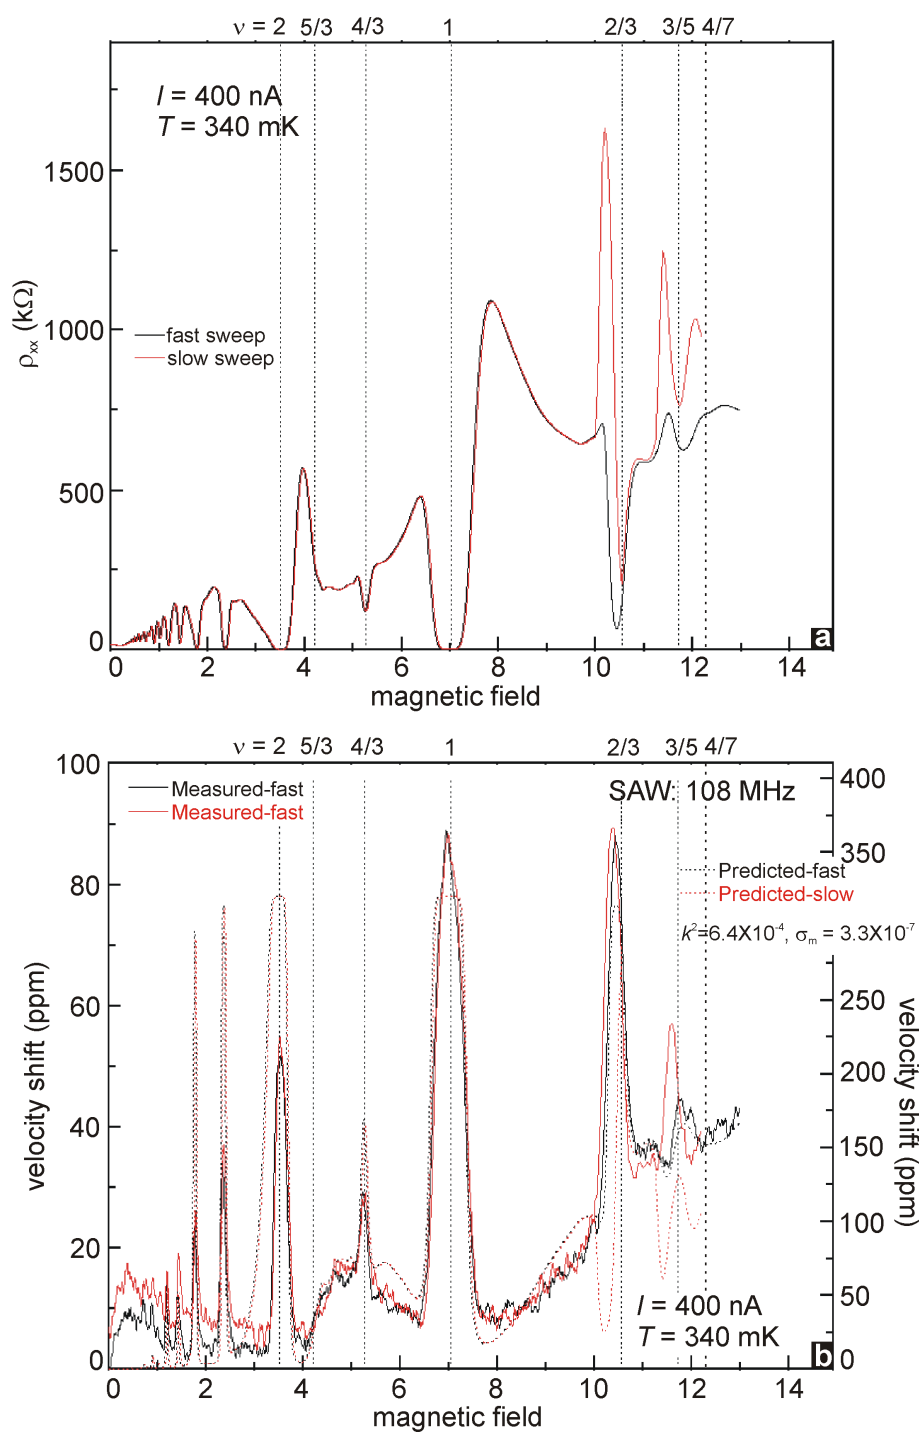 ν = 2 5/3 4/3 1 2/3 3/5 4/7
I = 400 nA
T = 340 mK
1500
1000
500
0
ρxx (kΩ)
fast sweep
slow sweep
a
0 2 4 6 8 10 12 14
magnetic field
ν = 2 5/3 4/3 1 2/3 3/5 4/7
100
80
60
40
20
0
velocity shift (ppm)
Measured-fast
Measured-fast
SAW: 108 MHz
Predicted-fast
Predicted-slow
k²=6.4X10⁻⁴, σm = 3.3X10⁻⁷
400
350
250
200
150
100
50
0
velocity shift (ppm)
I = 400 nA
T = 340 mK
b
0 2 4 6 8 10 12 14
magnetic field